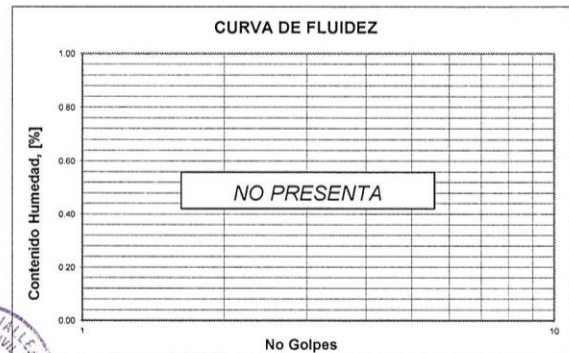 CURVA DE FLUIDEZ
Contenido Humedad, [%]
1.00
0.80
0.60
0.40
0.20
0.00
NO PRESENTA
1
10
No Golpes